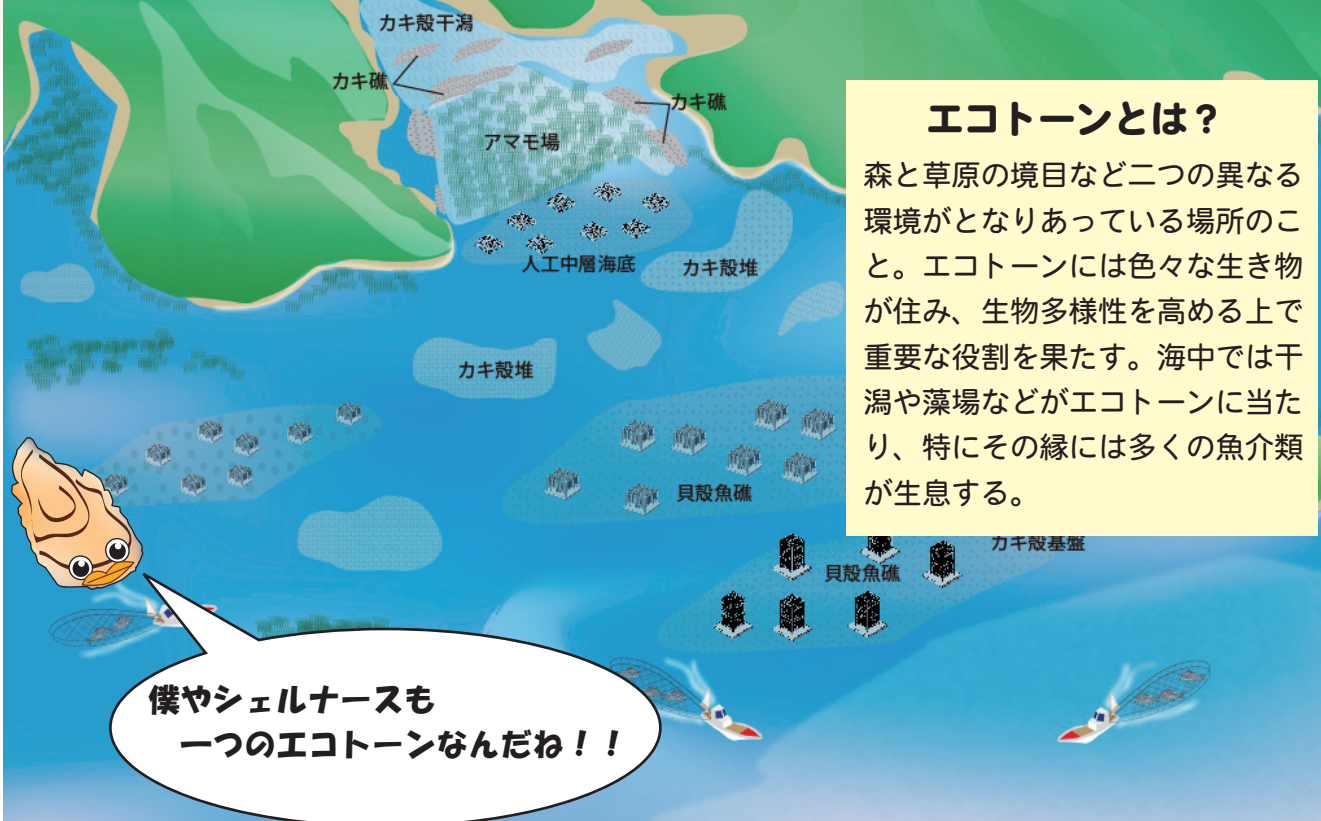 カキ殻干潟
カキ礁
カキ礁
アマモ場
人工中層海底
カキ殻堆
カキ殻堆
貝殻魚礁
カキ殻基盤
貝殻魚礁
エコトーンとは？
森と草原の境目など二つの異なる
環境がとなりあっている場所のこ
と。エコトーンには色々な生き物
が住み、生物多様性を高める上で
重要な役割を果たす。海中では干
潟や藻場などがエコトーンに当た
り、特にその縁には多くの魚介類
が生息する。
僕やシェルナースも
一つのエコトーンなんだね！！